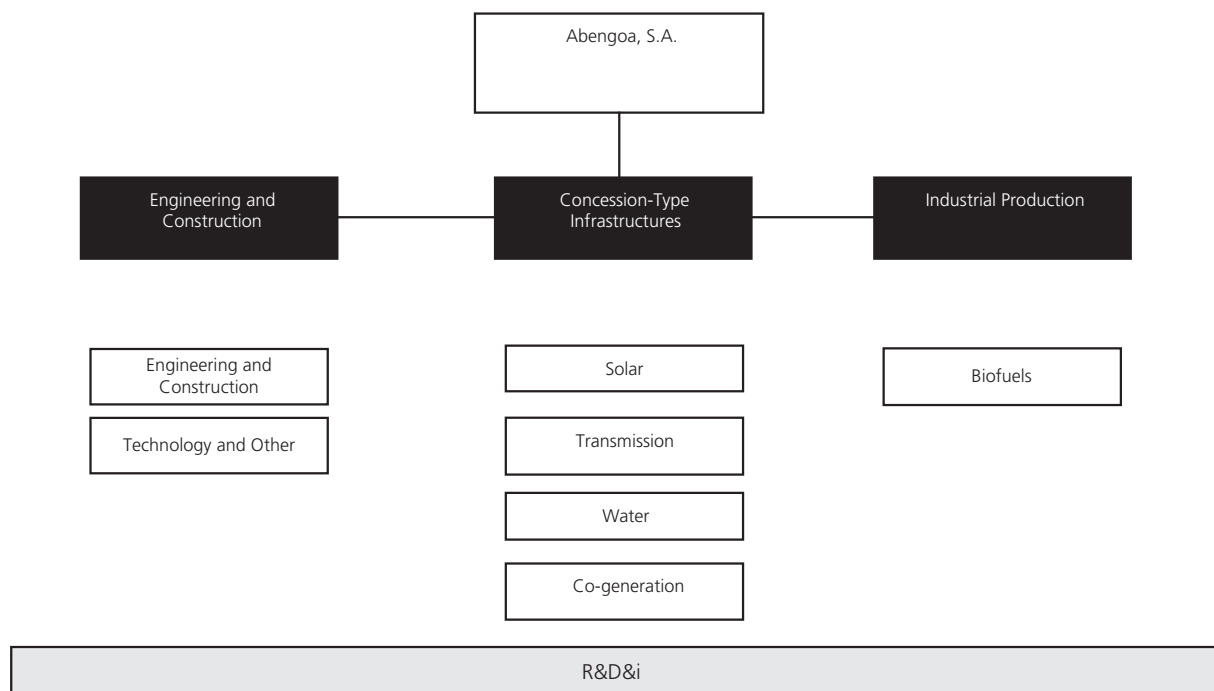 Abengoa, S.A.
Engineering and
Construction
Concession-Type
Infrastructures
Industrial Production
Engineering and
Construction
Technology and Other
Solar
Transmission
Water
Co-generation
Biofuels
R&D&i